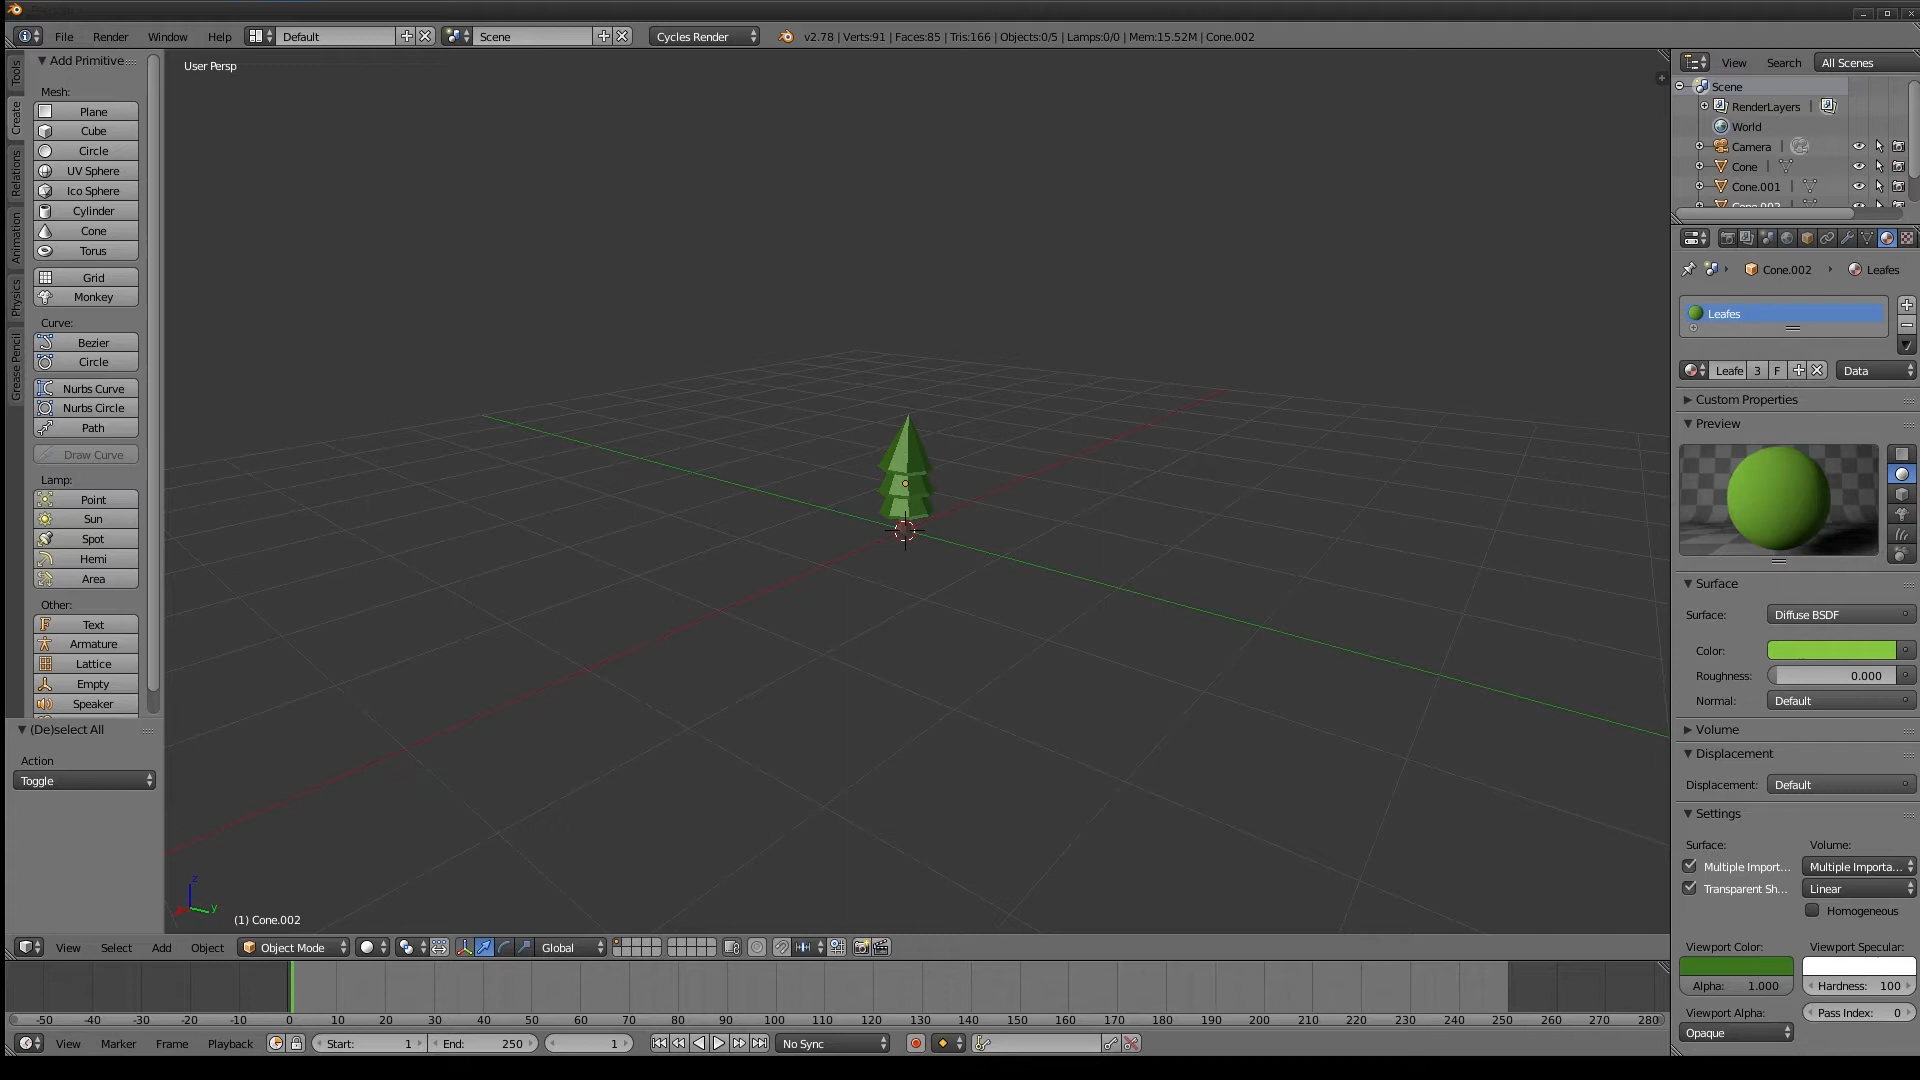 File Render Window Help Default Scene Cycles Render v2.78 | Verts:91 | Faces:85 | Tris:166 | Objects:0/5 | Lamps:0/0 | Mem:15.52M | Cone.002
Tools
Create
Relations
Animation
Physics
Grease Pencil
Add Primitive
Mesh:
Plane
Cube
Circle
UV Sphere
Ico Sphere
Cylinder
Cone
Torus
Grid
Monkey
Curve:
Bezier
Circle
Nurbs Curve
Nurbs Circle
Path
Draw Curve
Lamp:
Point
Sun
Spot
Hemi
Area
Other:
Text
Armature
Lattice
Empty
Speaker
(De)select All
Action
Toggle
User Persp
z
y
(1) Cone.002
View Select Add Object Object Mode Global
-50 -40 -30 -20 -10 0 10 20 30 40 50 60 70 80 90 100 110 120 130 140 150 160 170 180 190 200 210 220 230 240 250 260 270 280
View Marker Frame Playback Start: 1 End: 250 1 No Sync
View Search All Scenes
Scene
RenderLayers |
World
Camera |
Cone |
Cone.001 |
Cone.002 |
Cone.002 Leafes
Leafes
Leafe 3 F Data
Custom Properties
Preview
Surface
Surface: Diffuse BSDF
Color:
Roughness: 0.000
Normal: Default
Volume
Displacement
Displacement: Default
Settings
Surface: Volume:
Multiple Import... Multiple Importa...
Transparent Sh... Linear
Homogeneous
Viewport Color: Viewport Specular:
Alpha: 1.000 Hardness: 100
Viewport Alpha: Pass Index: 0
Opaque